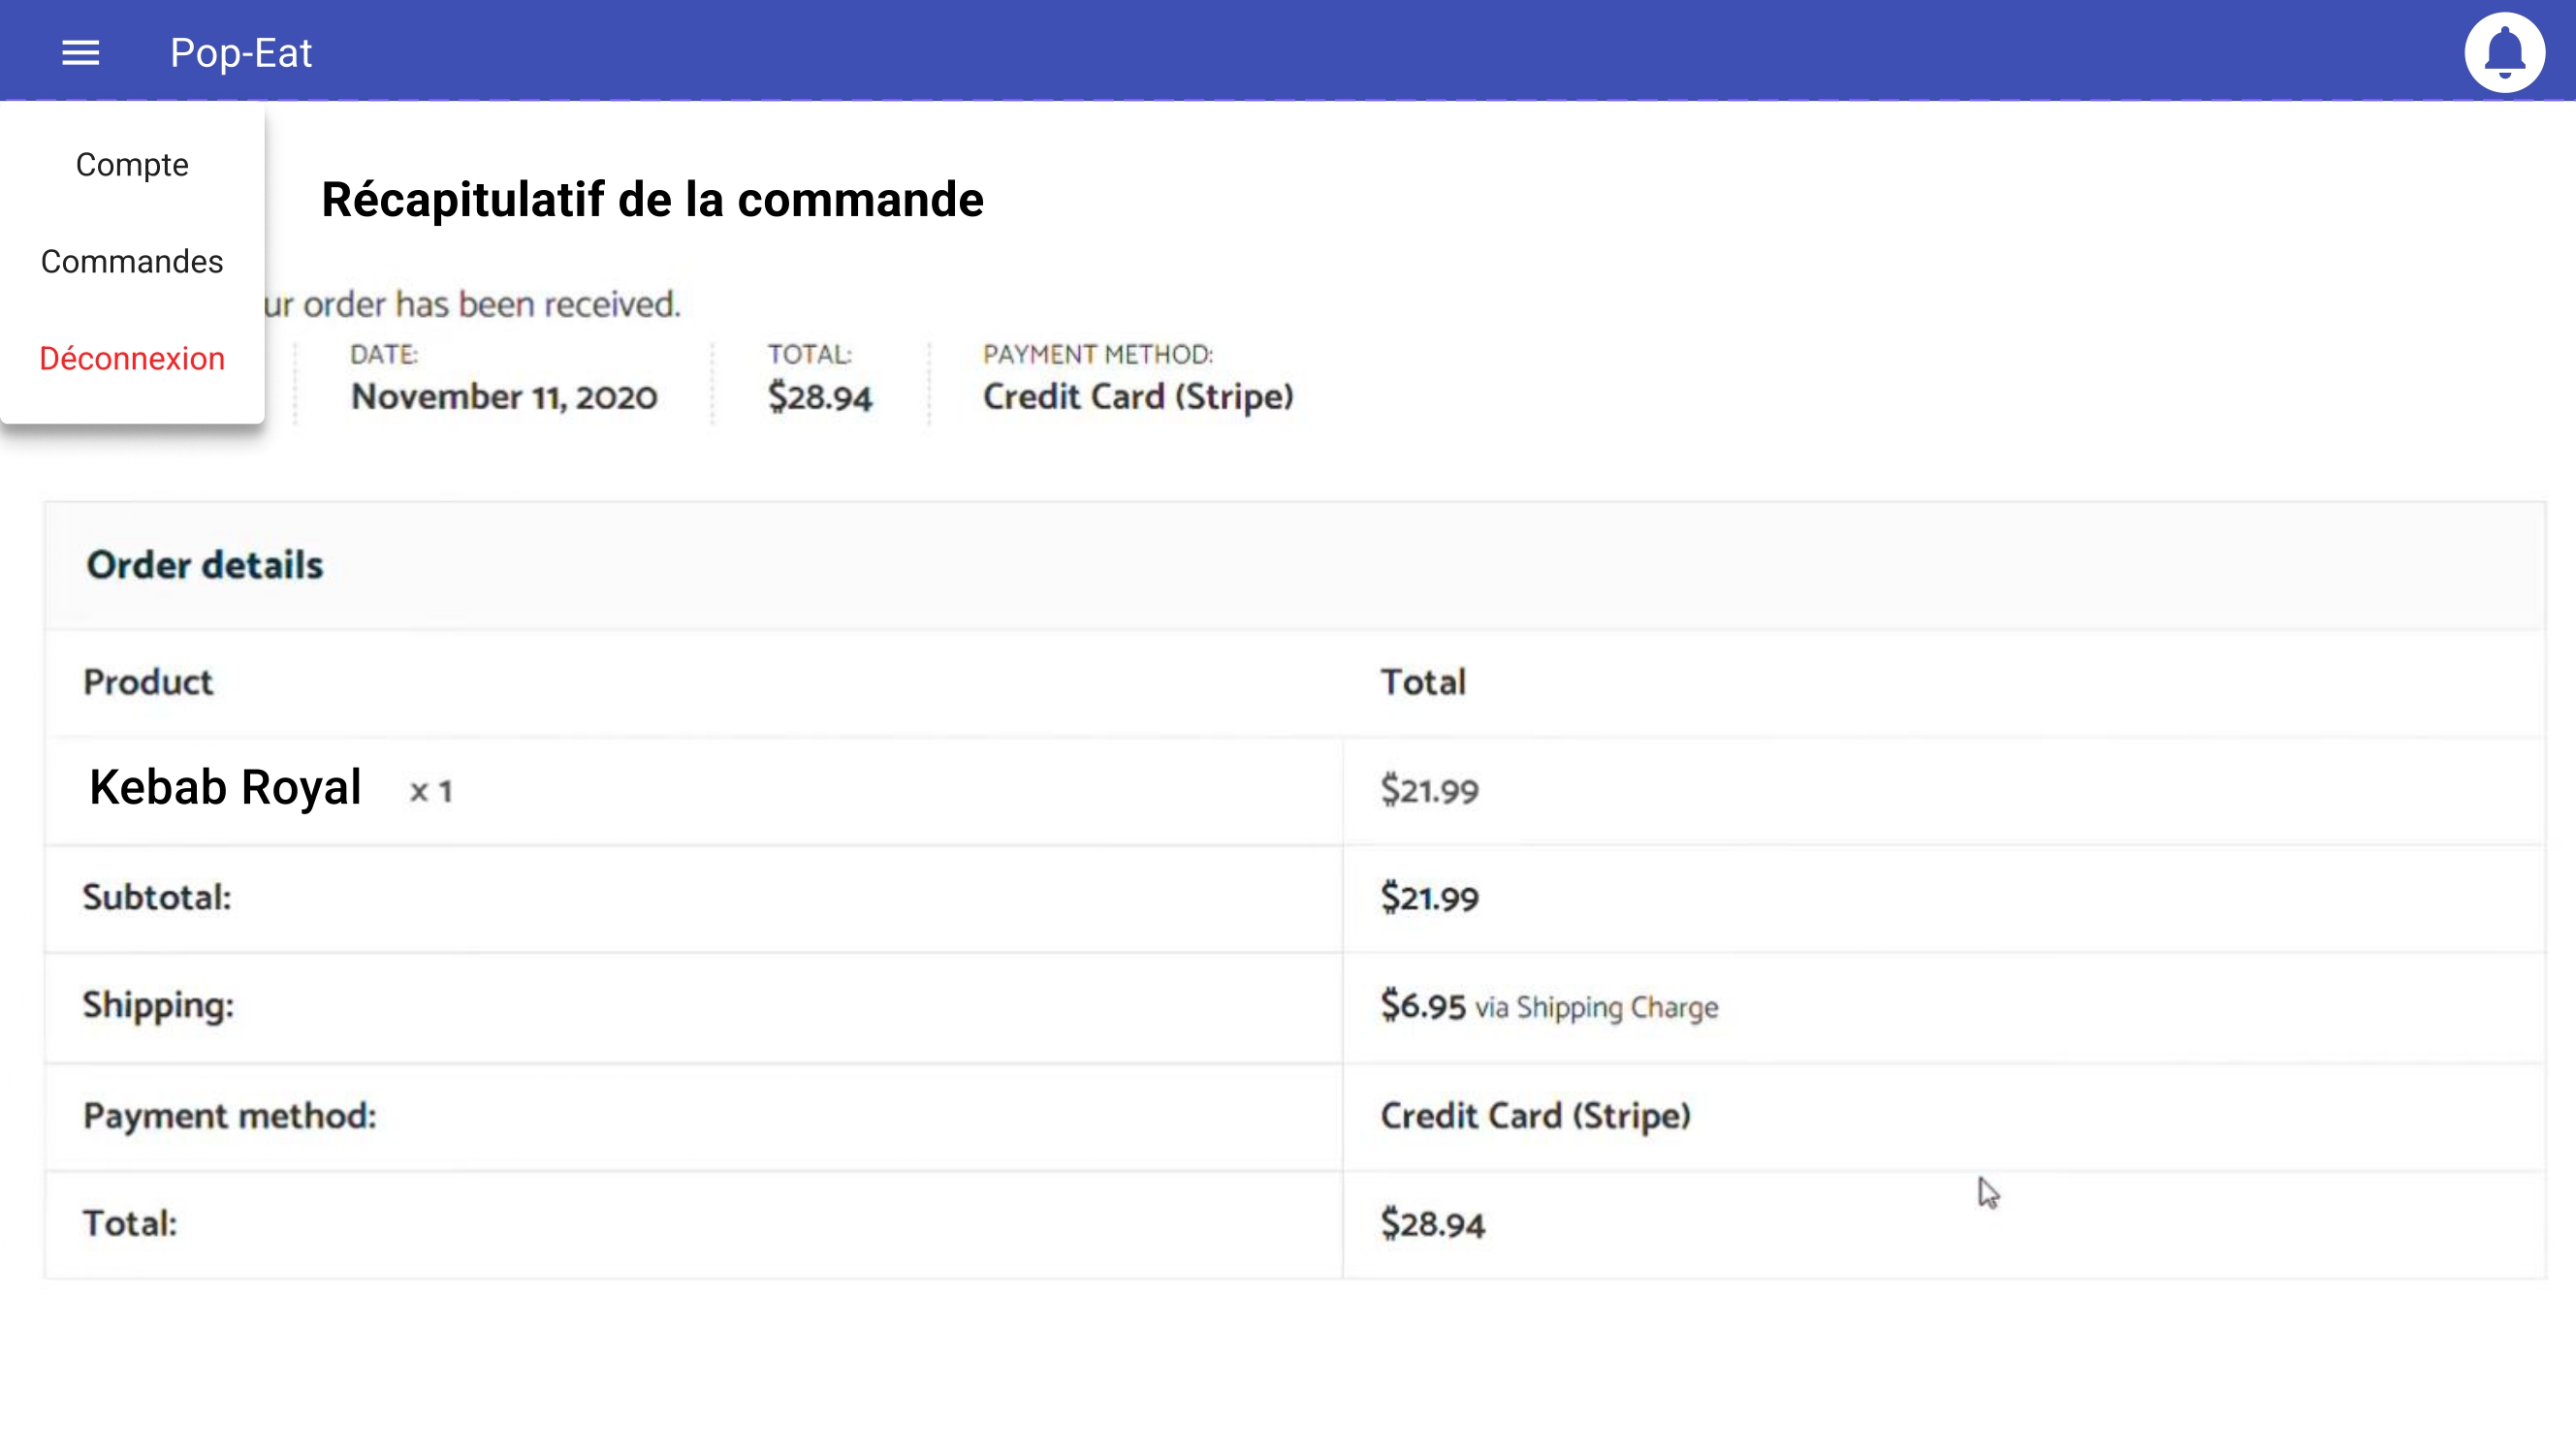 Pop-Eat
Compte
Commandes
Déconnexion
Récapitulatif de la commande
order has been received.
DATE:
November 11, 2020
TOTAL:
$28.94
PAYMENT METHOD:
Credit Card (Stripe)
Order details
Product Total
Kebab Royal x 1 $21.99
Subtotal: $21.99
Shipping: $6.95 via Shipping Charge
Payment method: Credit Card (Stripe)
Total: $28.94